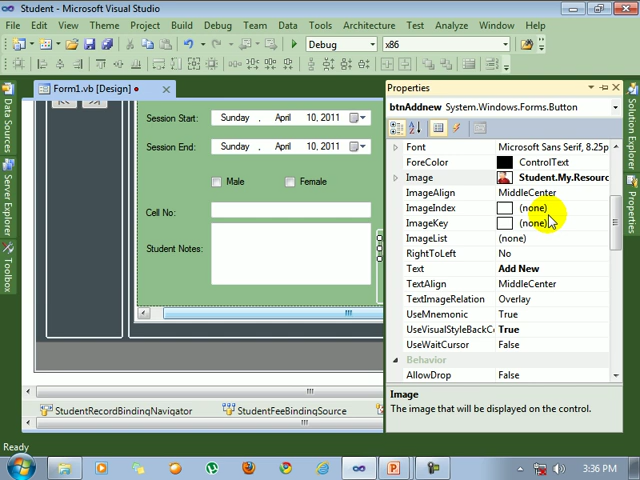 Student - Microsoft Visual Studio
File Edit View Theme Project Build Debug Team Data Tools Architecture Test Analyze Window Help
Debug x86
Form1.vb [Design]
Data Sources
Server Explorer
Toolbox
Session Start: Sunday , April 10, 2011
Session End: Sunday , April 10, 2011
Male Female
Cell No:
Student Notes:
StudentRecordBindingNavigator StudentFeeBindingSource
Properties
btnAddnew System.Windows.Forms.Button
Font Microsoft Sans Serif, 8.25p
ForeColor ControlText
Image Student.My.Resourc
ImageAlign MiddleCenter
ImageIndex (none)
ImageKey (none)
ImageList (none)
RightToLeft No
Text Add New
TextAlign MiddleCenter
TextImageRelation Overlay
UseMnemonic True
UseVisualStyleBackC True
UseWaitCursor False
Behavior
AllowDrop False
Image
The image that will be displayed on the control.
Solution Explorer
Properties
Ready
3:36 PM